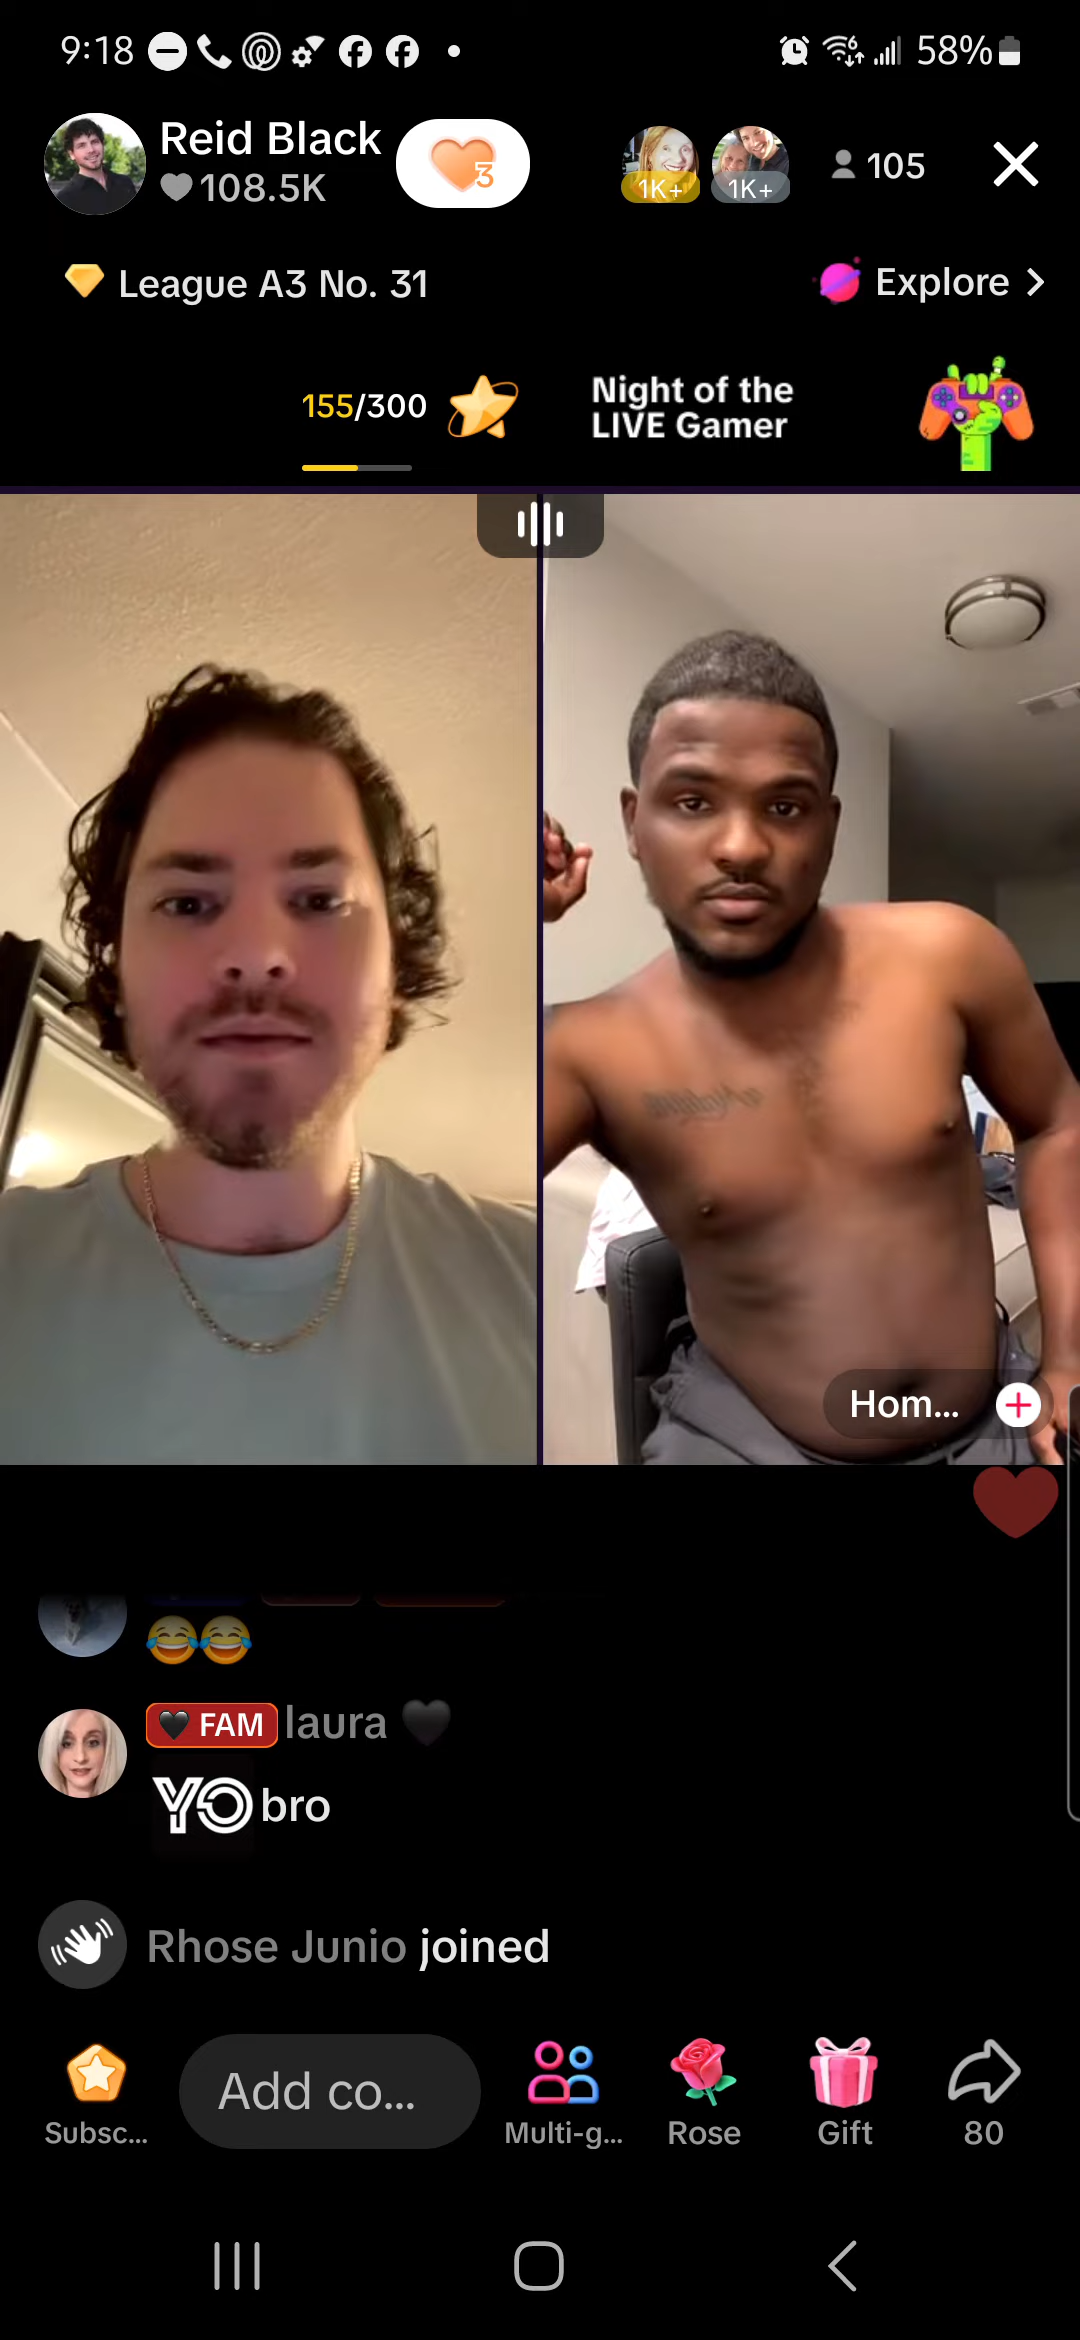 9:18
58%
Reid Black
108.5K
3
1K+
1K+
105
League A3 No. 31
Explore
155/300
Night of the
LIVE Gamer
Hom...
😂😂
🖤 FAM laura 🖤
YO bro
Rhose Junio joined
Add co...
Subsc...
Multi-g...
Rose
Gift
80